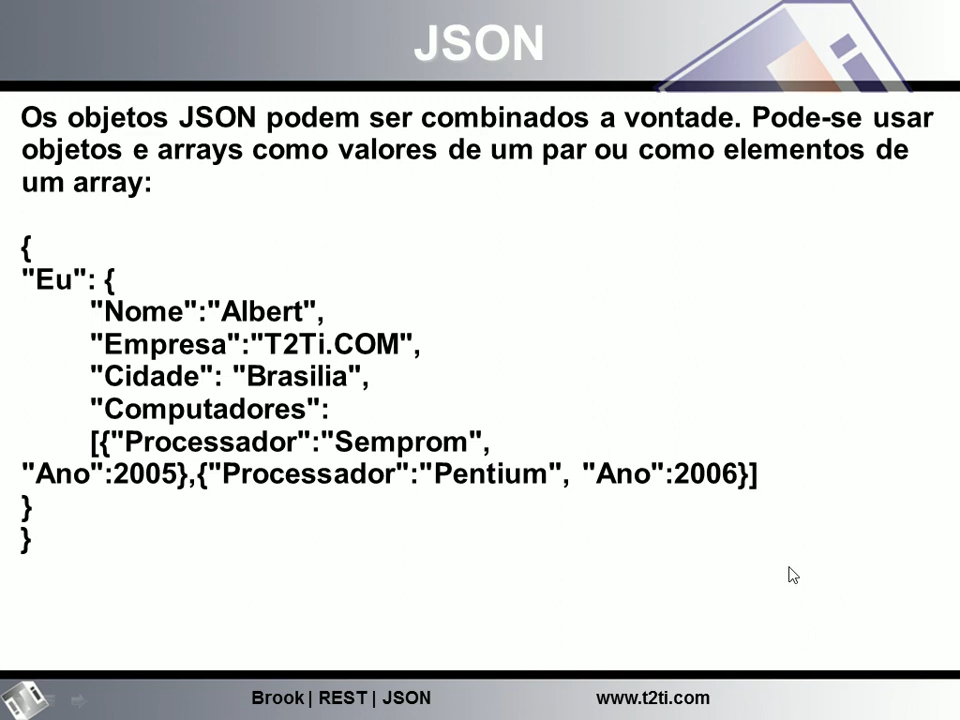 JSON
Os objetos JSON podem ser combinados a vontade. Pode-se usar
objetos e arrays como valores de um par ou como elementos de
um array:
{
"Eu": {
"Nome":"Albert",
"Empresa":"T2Ti.COM",
"Cidade": "Brasilia",
"Computadores":
[{"Processador":"Semprom",
"Ano":2005},{"Processador":"Pentium", "Ano":2006}]
}
}
Brook | REST | JSON www.t2ti.com